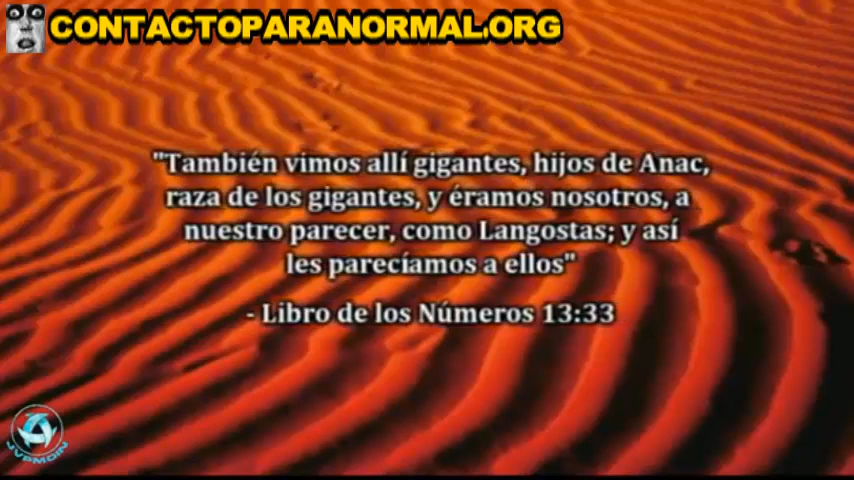 CONTACTOPARANORMAL.ORG
"También vimos allí gigantes, hijos de Anac,
raza de los gigantes, y éramos nosotros, a
nuestro parecer, como Langostas; y así
les parecíamos a ellos"
- Libro de los Números 13:33
JVPMOIN